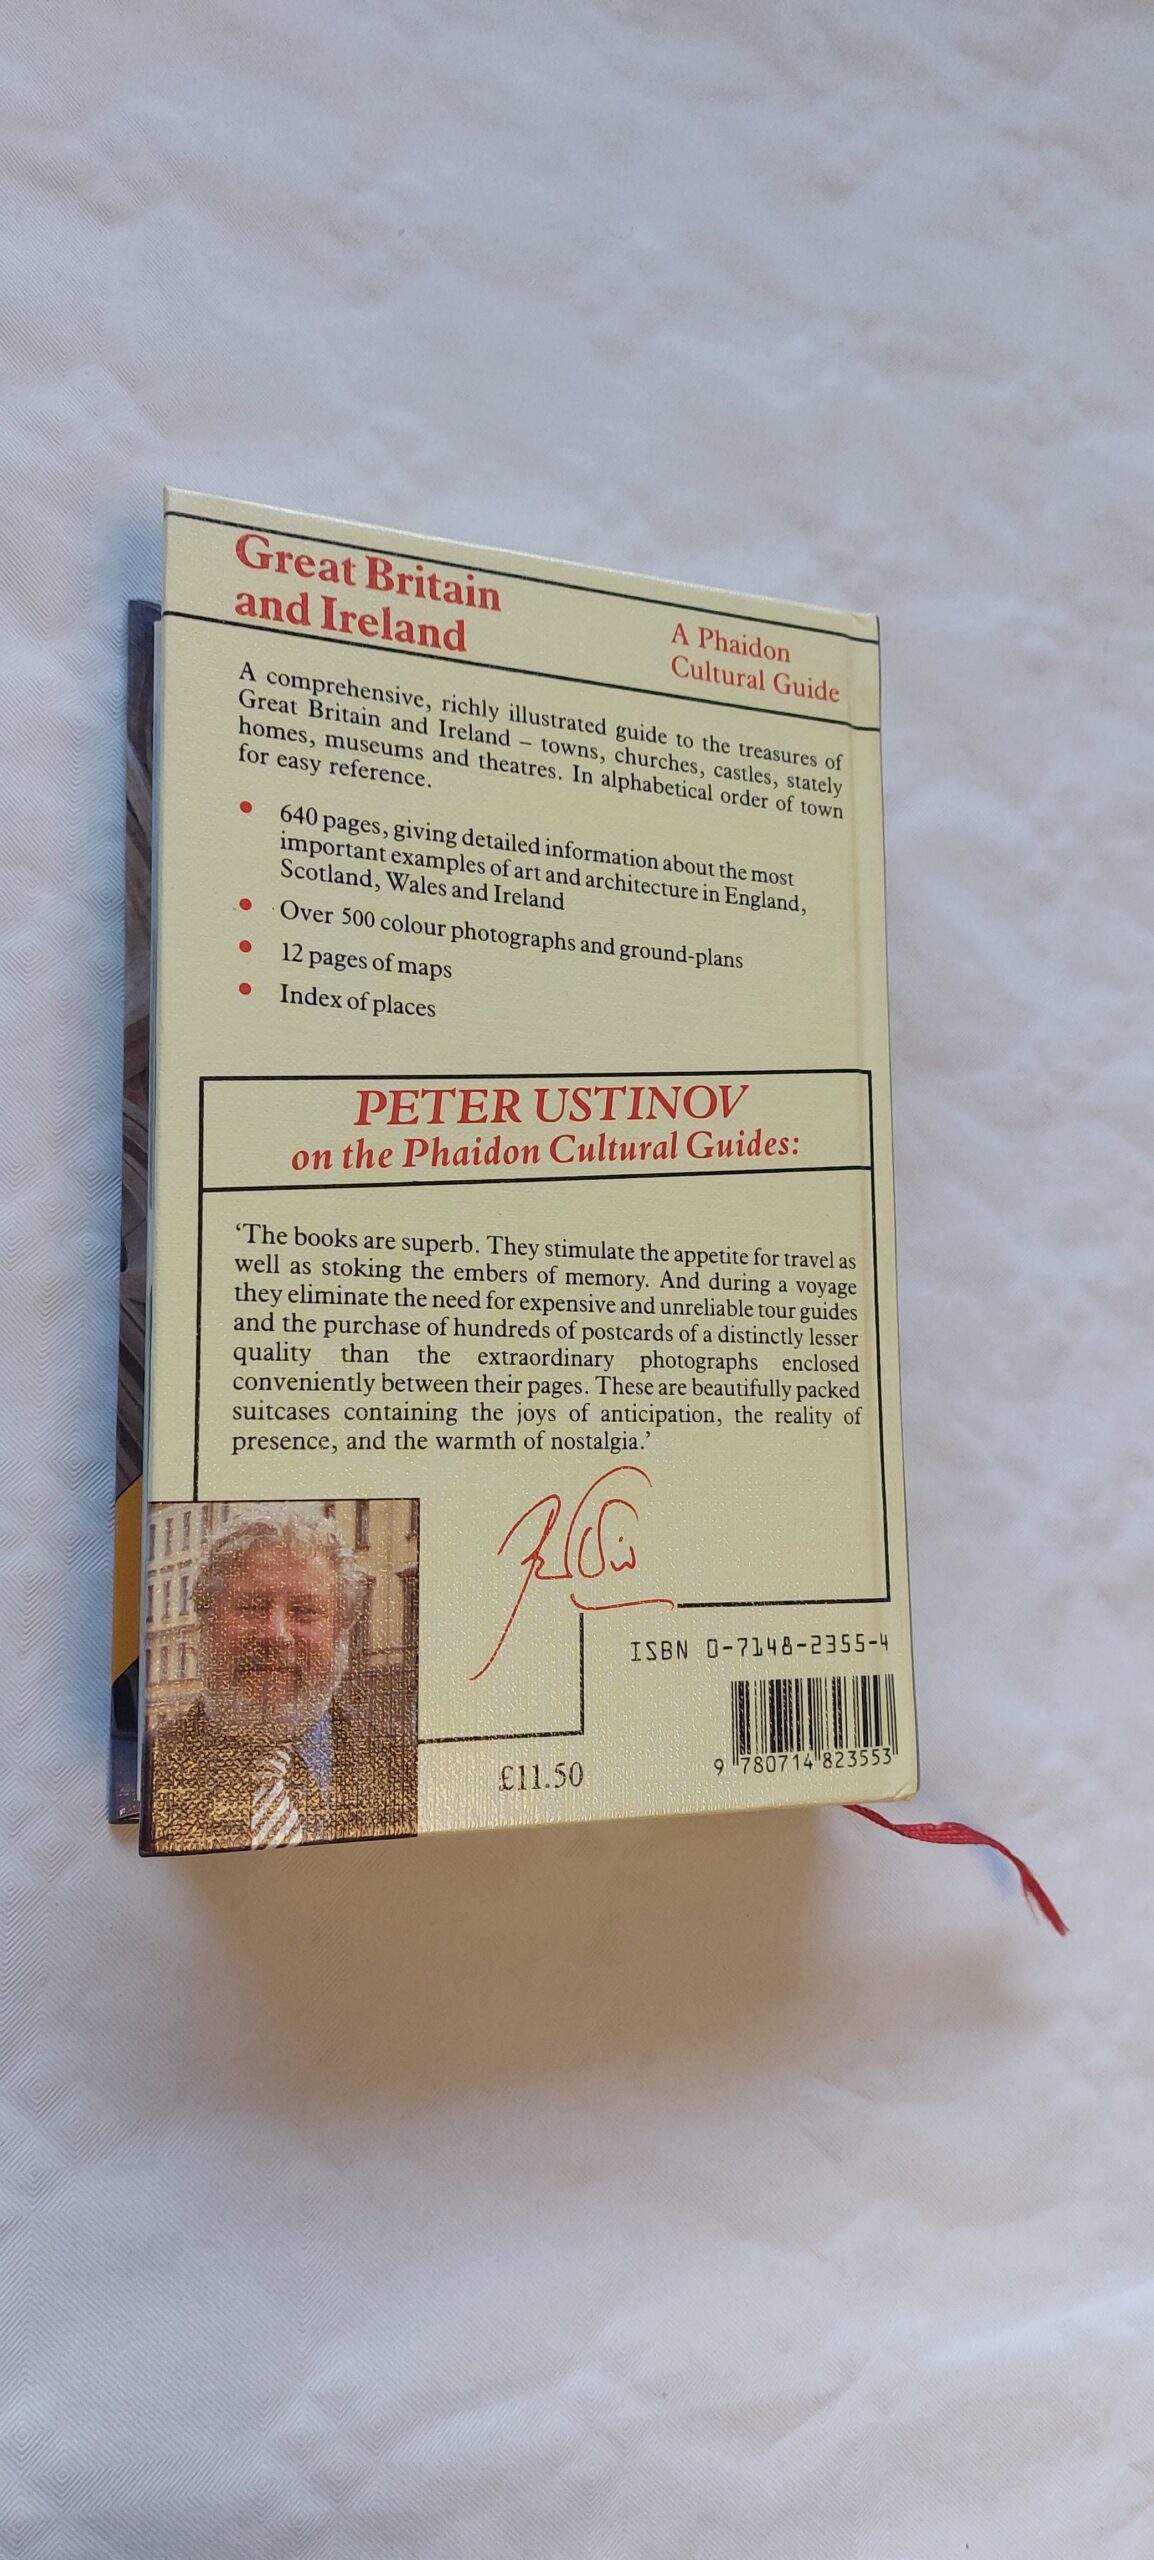 Great Britain
and Ireland
A Phaidon
Cultural Guide
A comprehensive, richly illustrated guide to the treasures of
Great Britain and Ireland – towns, churches, castles, stately
homes, museums and theatres. In alphabetical order of town
for easy reference.
• 640 pages, giving detailed information about the most
important examples of art and architecture in England,
Scotland, Wales and Ireland
• Over 500 colour photographs and ground-plans
• 12 pages of maps
• Index of places
PETER USTINOV
on the Phaidon Cultural Guides:
‘The books are superb. They stimulate the appetite for travel as
well as stoking the embers of memory. And during a voyage
they eliminate the need for expensive and unreliable tour guides
and the purchase of hundreds of postcards of a distinctly lesser
quality than the extraordinary photographs enclosed
conveniently between their pages. These are beautifully packed
suitcases containing the joys of anticipation, the reality of
presence, and the warmth of nostalgia.’
ISBN 0-7148-2355-4
9 780714 823553
£11.50